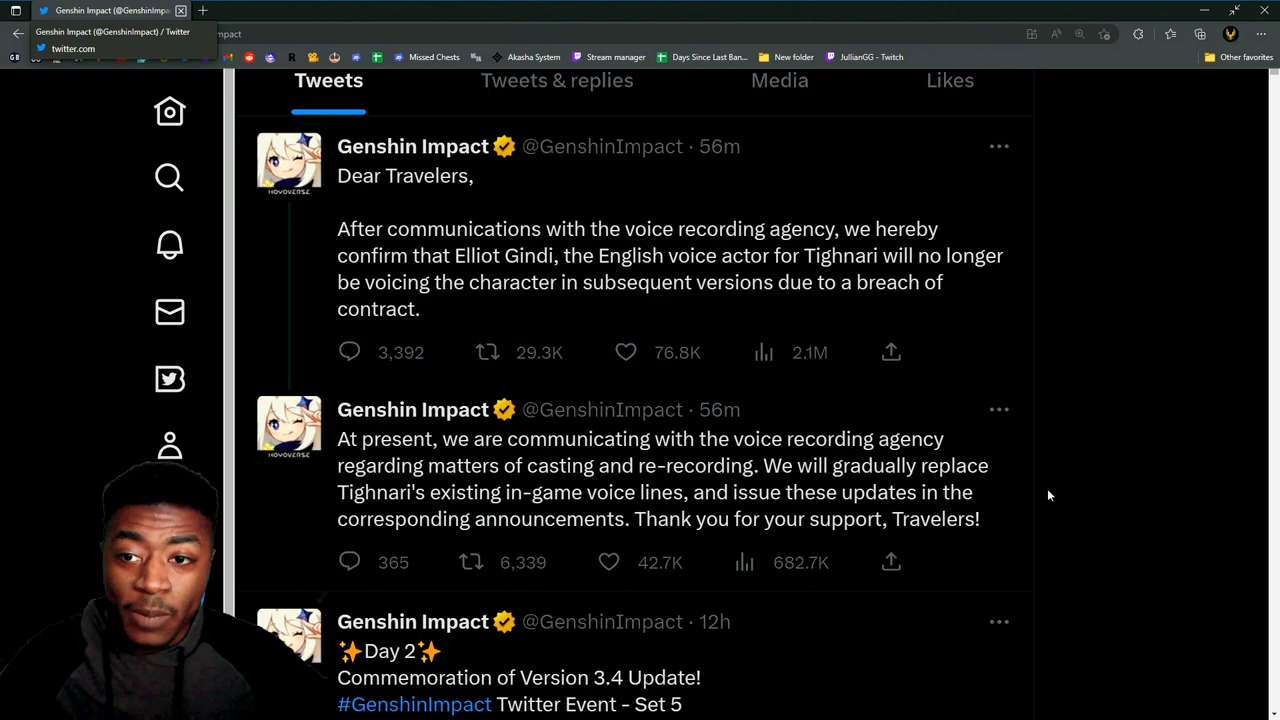 Genshin Impact (@GenshinImpa
Genshin Impact (@GenshinImpact) / Twitter
twitter.com
pact
Missed Chests
Akasha System
Stream manager
Days Since Last Ban...
New folder
JullianGG - Twitch
Other favorites
Tweets
Tweets & replies
Media
Likes
Genshin Impact @GenshinImpact · 56m
Dear Travelers,
After communications with the voice recording agency, we hereby
confirm that Elliot Gindi, the English voice actor for Tighnari will no longer
be voicing the character in subsequent versions due to a breach of
contract.
3,392
29.3K
76.8K
2.1M
HOYOVERSE
Genshin Impact @GenshinImpact · 56m
At present, we are communicating with the voice recording agency
regarding matters of casting and re-recording. We will gradually replace
Tighnari's existing in-game voice lines, and issue these updates in the
corresponding announcements. Thank you for your support, Travelers!
365
6,339
42.7K
682.7K
HOYOVERSE
Genshin Impact @GenshinImpact · 12h
✨Day 2✨
Commemoration of Version 3.4 Update!
#GenshinImpact Twitter Event - Set 5